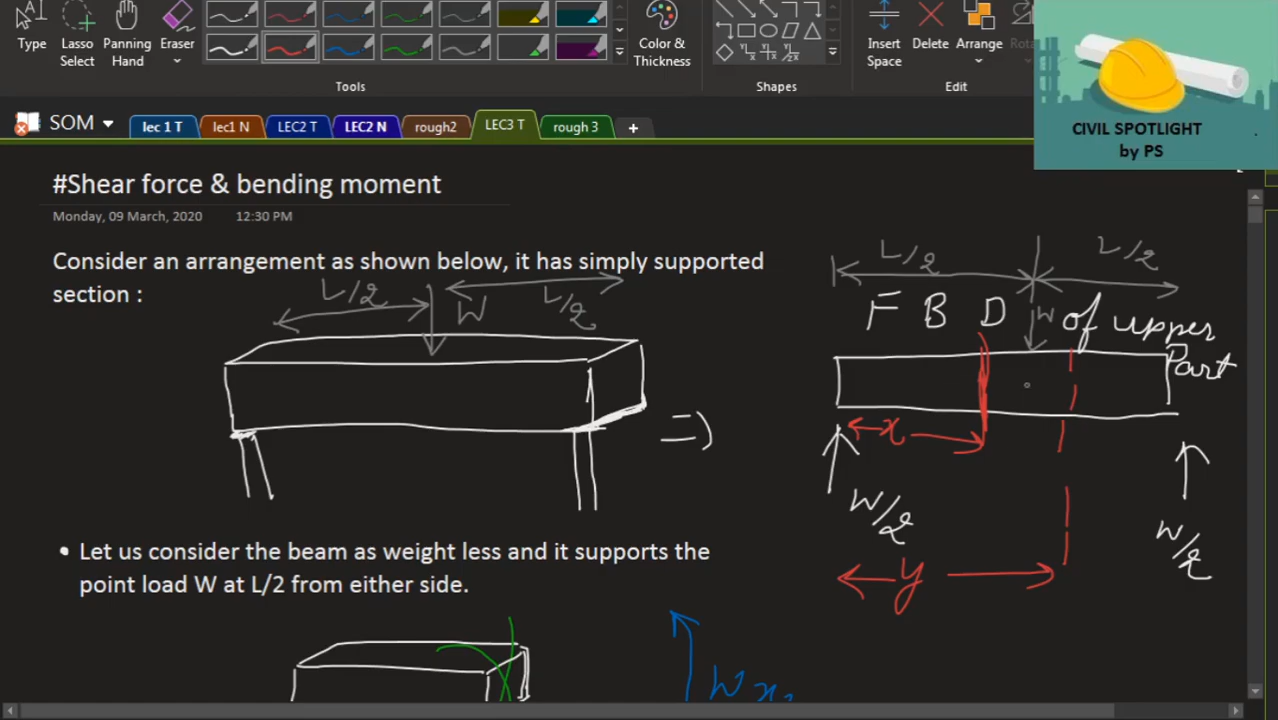 Type
Lasso Select
Panning Hand
Eraser
Color & Thickness
Insert Space
Delete
Arrange
Tools
Shapes
Edit
CIVIL SPOTLIGHT
by PS
SOM
lec 1 T
lec1 N
LEC2 T
LEC2 N
rough2
LEC3 T
rough 3
#Shear force & bending moment
Monday, 09 March, 2020 12:30 PM
Consider an arrangement as shown below, it has simply supported
section :
L/2
W
L/2
L/2
L/2
F B D of upper
W
Part
=)
x
W/2
W/2
y
• Let us consider the beam as weight less and it supports the
point load W at L/2 from either side.